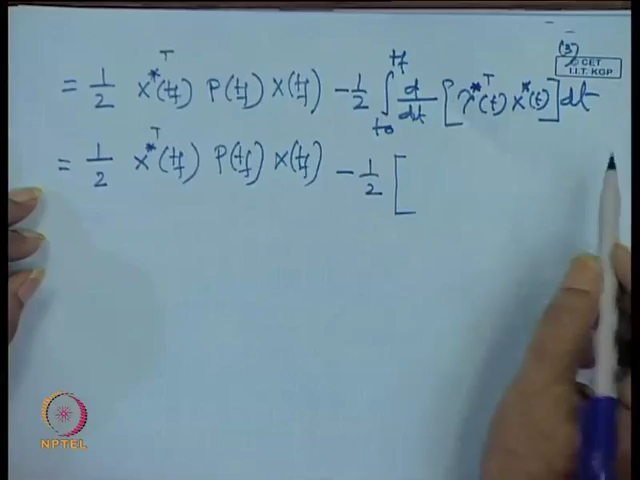 (3)
© CET
I.I.T. KGP
= 1/2 x*ᵀ(tf) P(tf) X(tf) - 1/2 ∫_{t0}^{tf} d/dt [λ*ᵀ(t) x*(t)] dt
= 1/2 x*ᵀ(tf) P(tf) X(tf) - 1/2 [
NPTEL